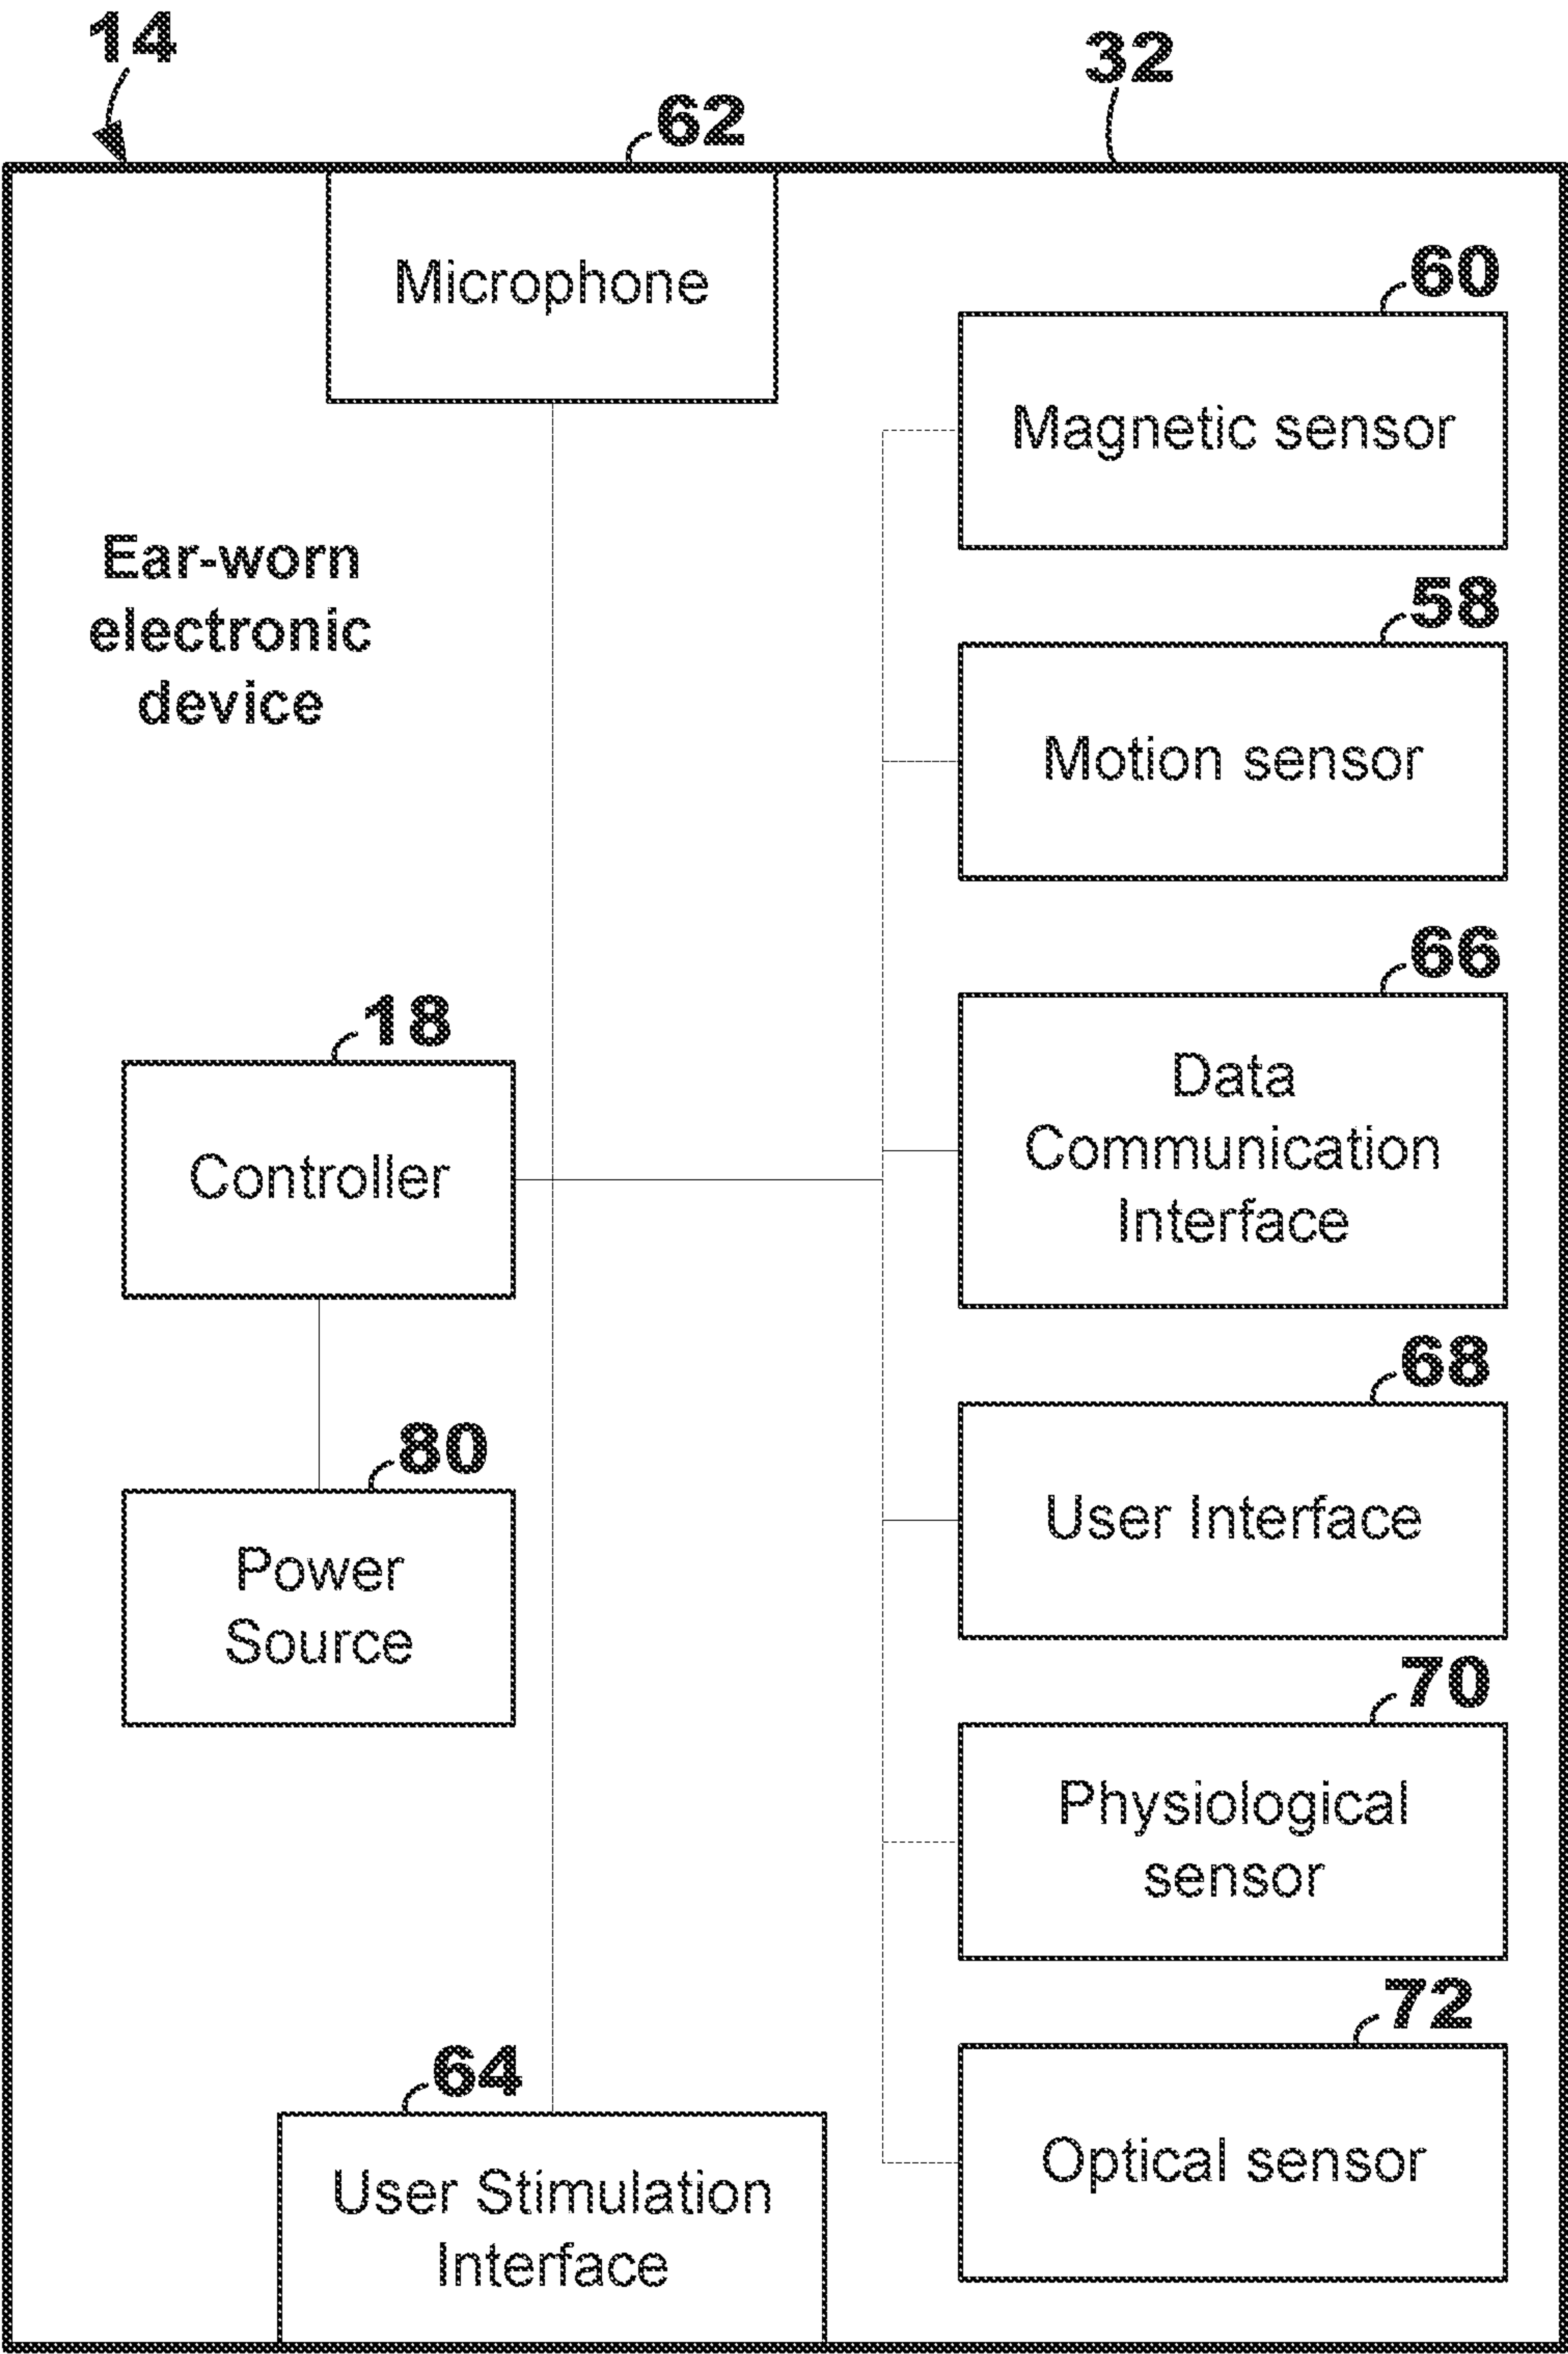 14
32
62
Microphone
60
Magnetic sensor
Ear-worn
electronic
device
58
Motion sensor
66
Data
Communication
Interface
18
Controller
68
User Interface
80
Power
Source
70
Physiological
sensor
72
Optical sensor
64
User Stimulation
Interface